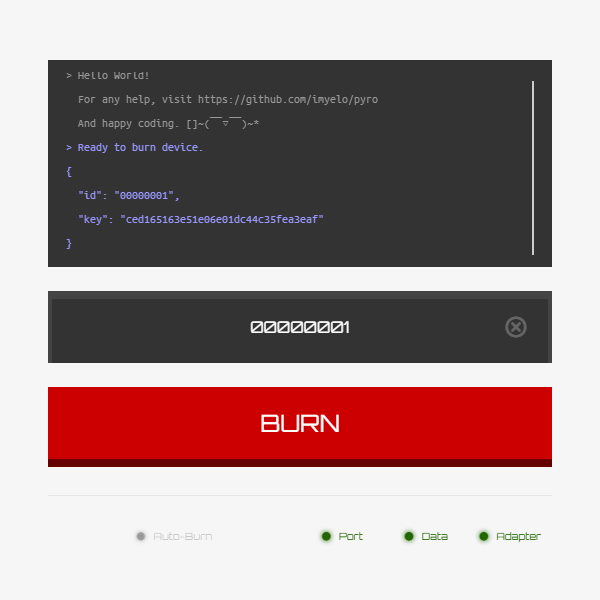 > Hello World!
For any help, visit https://github.com/imyelo/pyro
And happy coding. []~(￣▽￣)~*
> Ready to burn device.
{
"id": "00000001",
"key": "ced165163e51e06e01dc44c35fea3eaf"
}
00000001
BURN
Auto-Burn Port Data Adapter